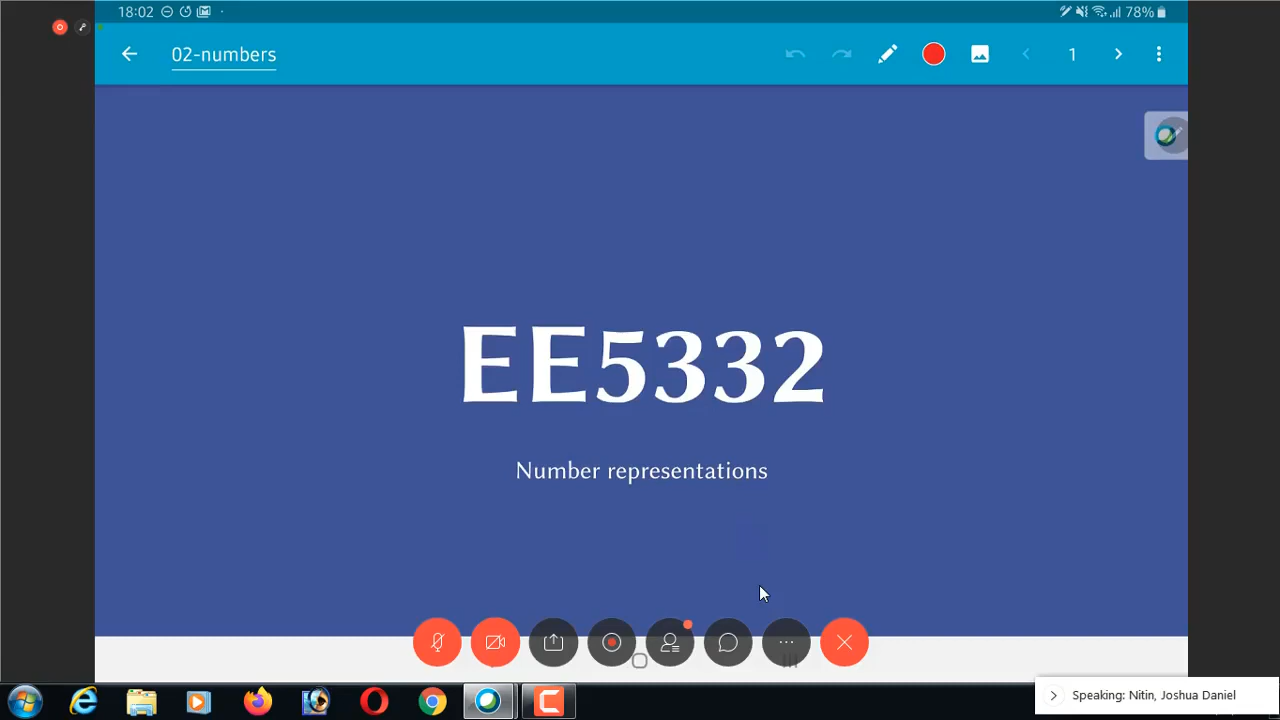 18:02
78%
02-numbers
1
EE5332
Number representations
Speaking: Nitin, Joshua Daniel